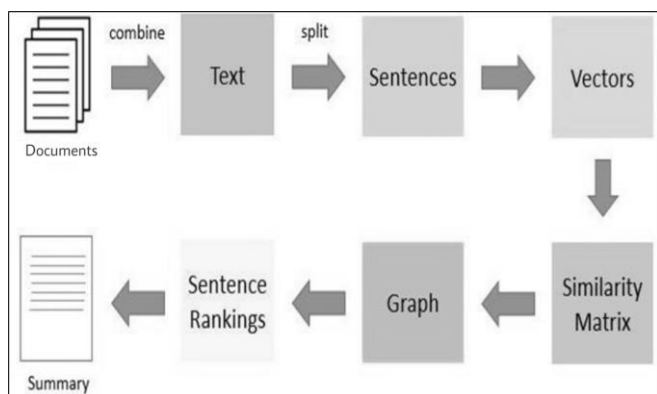 combine
split
Text
Sentences
Vectors
Documents
Sentence
Rankings
Graph
Similarity
Matrix
Summary